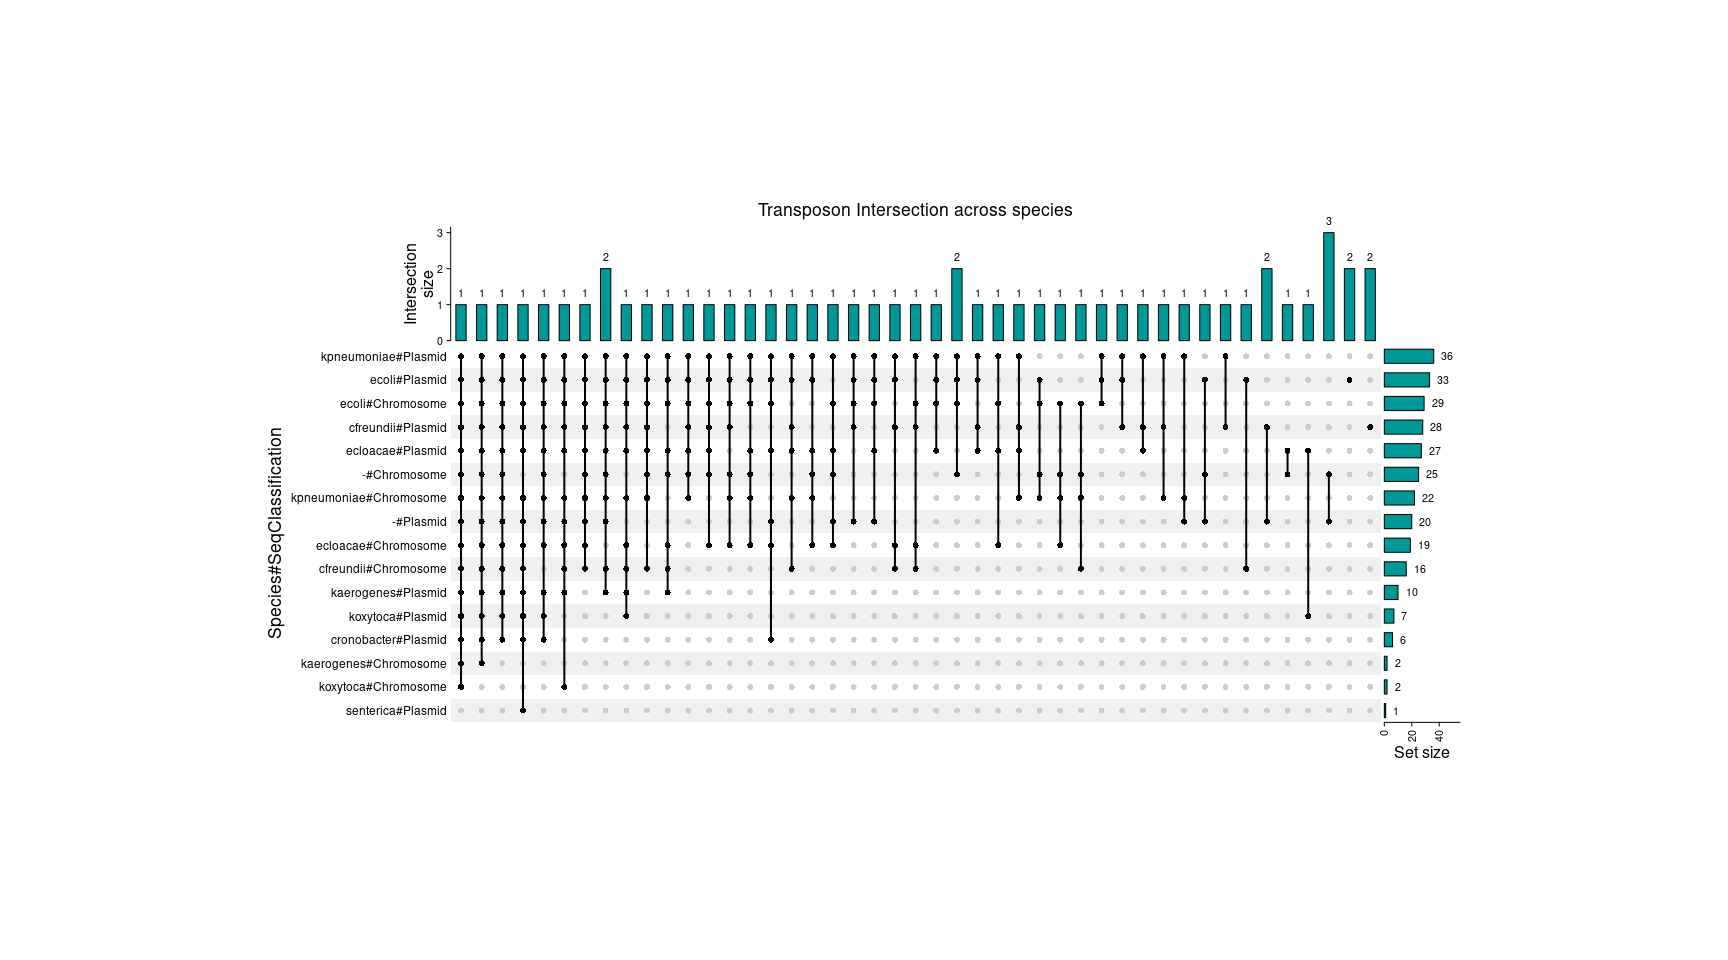 Transposon Intersection across species
Intersection
size
3
2
1
0
1 1 1 1 1 1 1 2 1 1 1 1 1 1 1 1 1 1 1 1 1 1 1 1 2 1 1 1 1 1 1 1 1 1 1 1 1 1 1 2 1 1 3 2 2
Species#SeqClassification
kpneumoniae#Plasmid 36
ecoli#Plasmid 33
ecoli#Chromosome 29
cfreundii#Plasmid 28
ecloacae#Plasmid 27
-#Chromosome 25
kpneumoniae#Chromosome 22
-#Plasmid 20
ecloacae#Chromosome 19
cfreundii#Chromosome 16
kaerogenes#Plasmid 10
koxytoca#Plasmid 7
cronobacter#Plasmid 6
kaerogenes#Chromosome 2
koxytoca#Chromosome 2
senterica#Plasmid 1
0 20 40
Set size